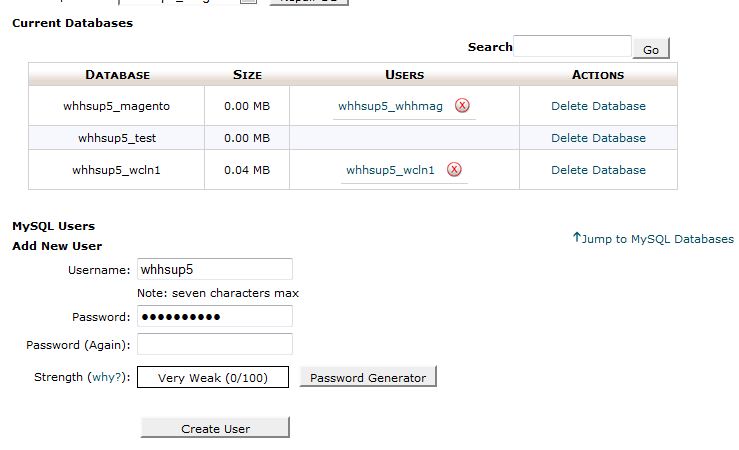 Current Databases
Search Go
DATABASE SIZE USERS ACTIONS
whhsup5_magento 0.00 MB whhsup5_whhmag X Delete Database
whhsup5_test 0.00 MB Delete Database
whhsup5_wcln1 0.04 MB whhsup5_wcln1 X Delete Database
MySQL Users
Add New User
Jump to MySQL Databases
Username: whhsup5
Note: seven characters max
Password: ●●●●●●●●●●
Password (Again):
Strength (why?): Very Weak (0/100) Password Generator
Create User